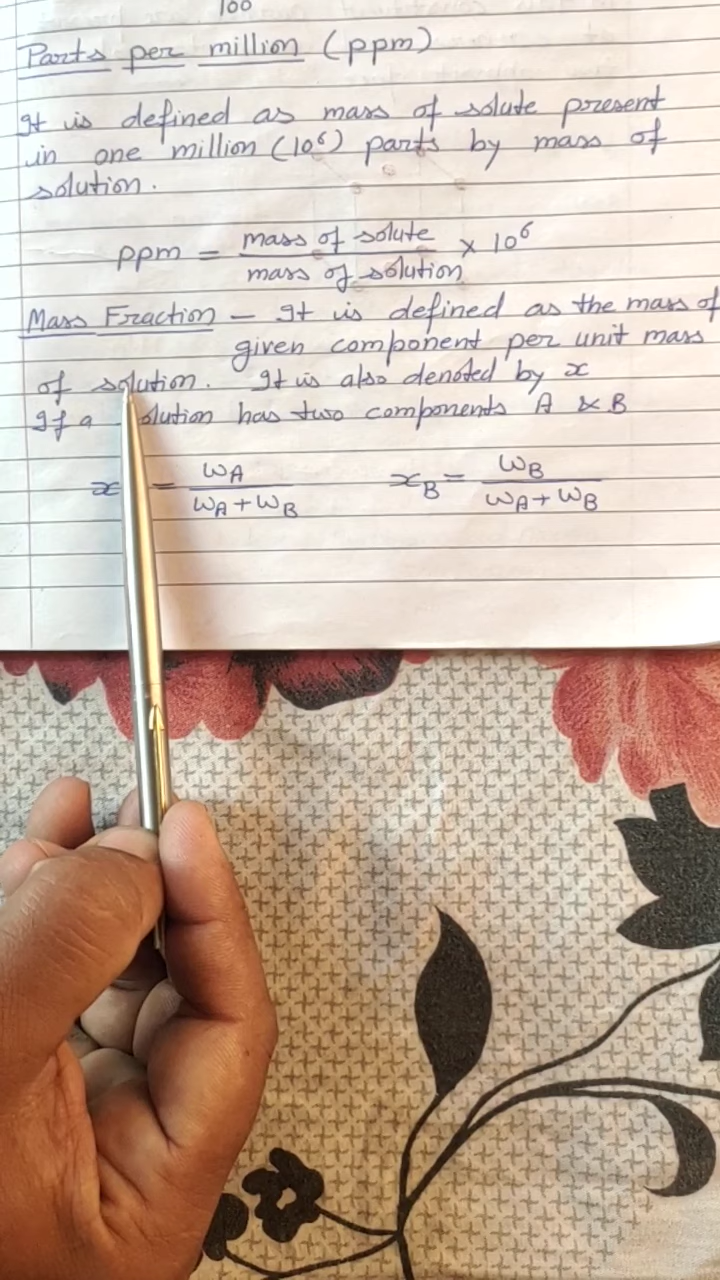 100
Parts per million (ppm)
It is defined as mass of solute present
in one million (10⁶) parts by mass of
solution.
ppm = mass of solute / mass of solution × 10⁶
Mass Fraction - It is defined as the mass of
given component per unit mass
of solution. It is also denoted by x
If a olution has two components A & B
x = wA / wA + wB xB = wB / wA + wB